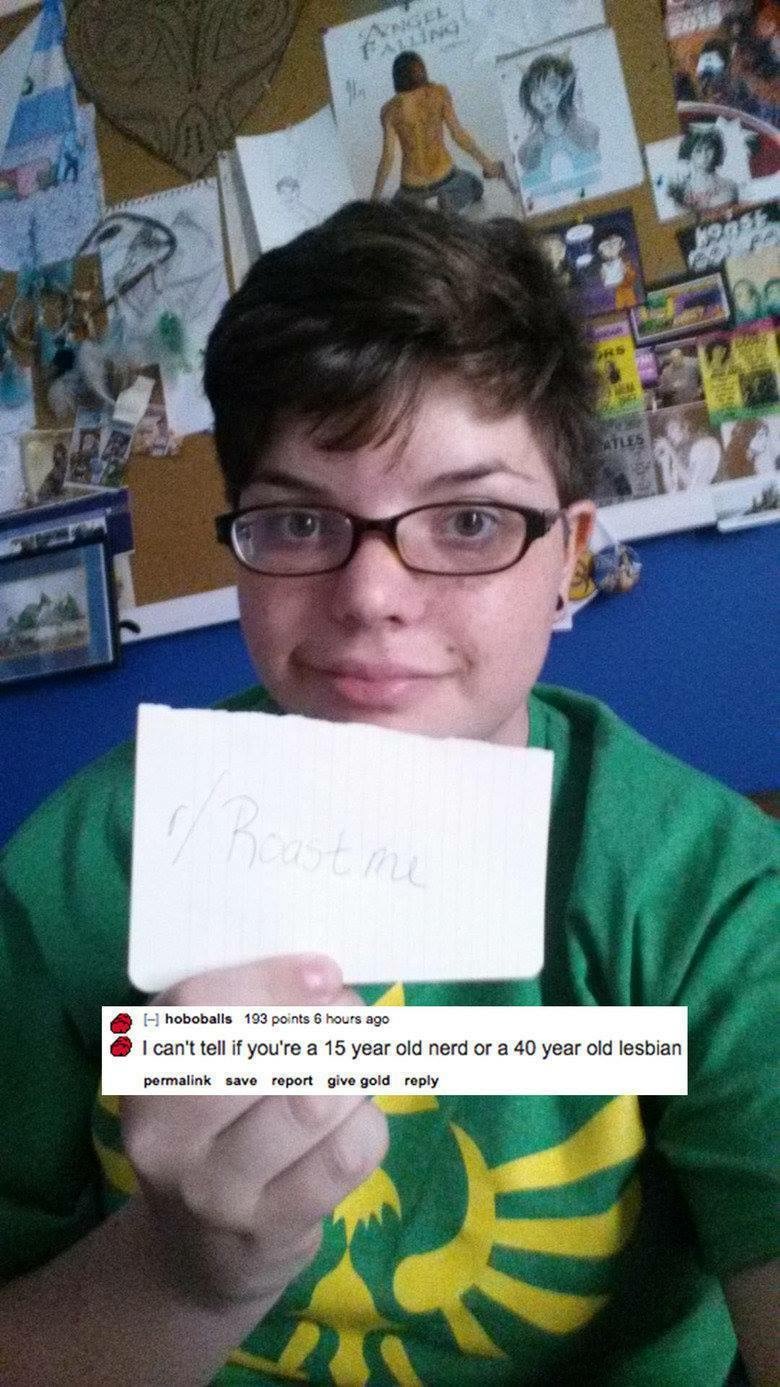 ANGEL
FALLING
r/Roastme
[-] hoboballs 193 points 6 hours ago
I can't tell if you're a 15 year old nerd or a 40 year old lesbian
permalink save report give gold reply